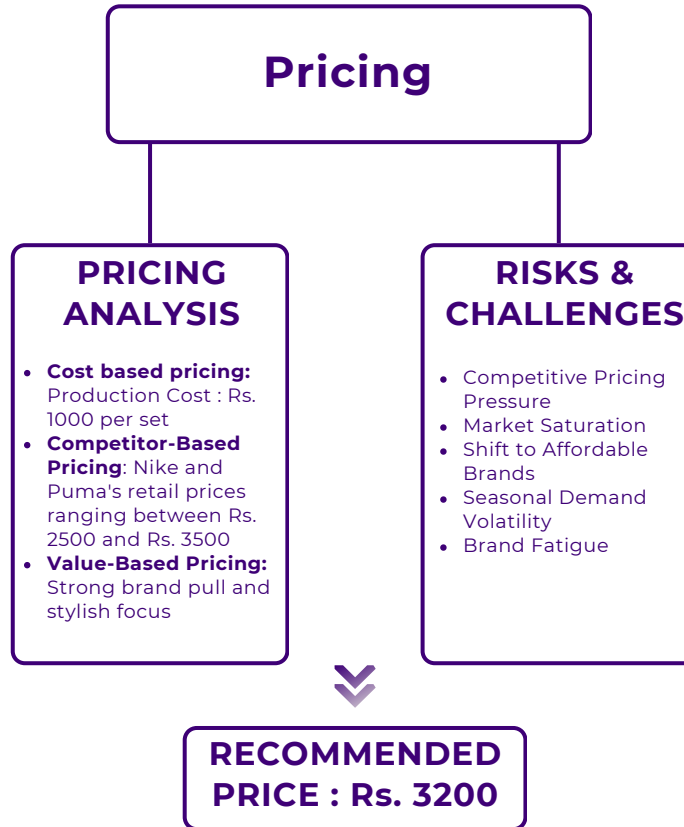 Pricing
PRICING
ANALYSIS
• Cost based pricing:
Production Cost : Rs.
1000 per set
• Competitor-Based
Pricing: Nike and
Puma's retail prices
ranging between Rs.
2500 and Rs. 3500
• Value-Based Pricing:
Strong brand pull and
stylish focus
RISKS &
CHALLENGES
• Competitive Pricing
Pressure
• Market Saturation
• Shift to Affordable
Brands
• Seasonal Demand
Volatility
• Brand Fatigue
RECOMMENDED
PRICE : Rs. 3200